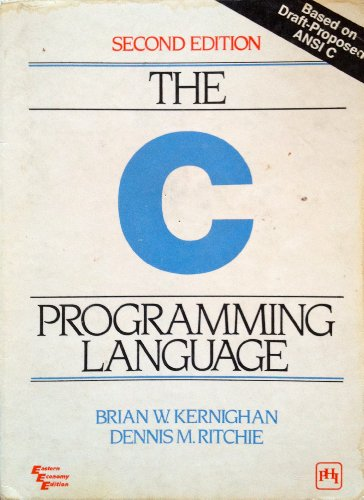 Based on
Draft-Proposed
ANSI C
SECOND EDITION
THE
C
PROGRAMMING
LANGUAGE
BRIAN W. KERNIGHAN
DENNIS M. RITCHIE
Eastern
Economy
Edition
PHI